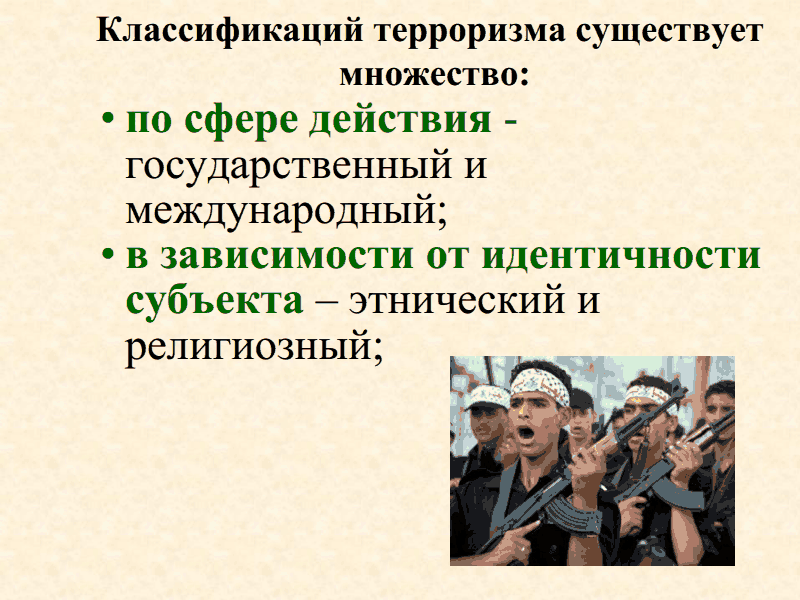 Классификаций терроризма существует
множество:
• по сфере действия -
государственный и
международный;
• в зависимости от идентичности
субъекта – этнический и
религиозный;